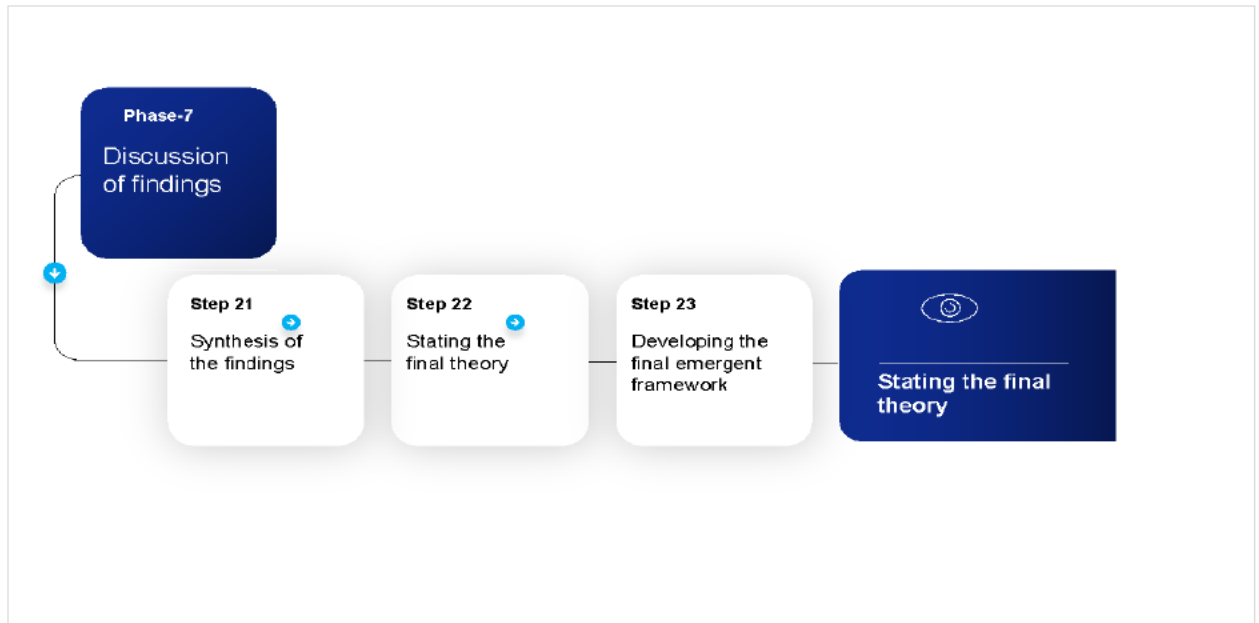 Phase-7
Discussion
of findings
Step 21
Synthesis of
the findings
Step 22
Stating the
final theory
Step 23
Developing the
final emergent
framework
Stating the final
theory